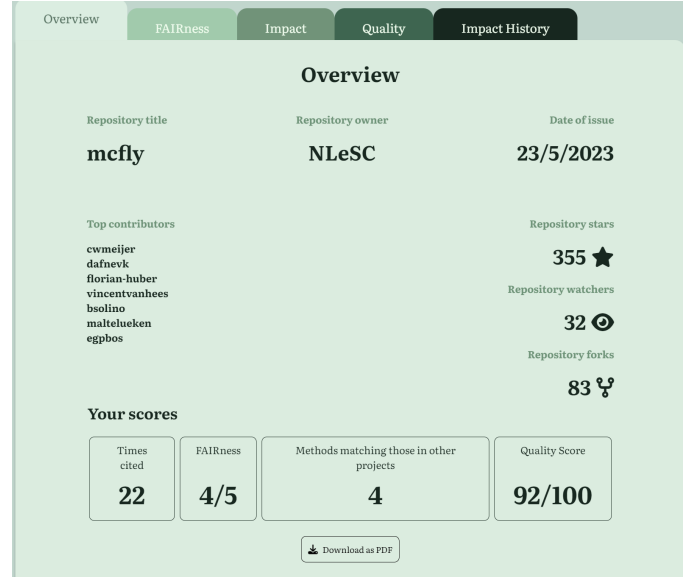 Overview
FAIRness
Impact
Quality
Impact History
Overview
Repository title
Repository owner
Date of issue
mcfly
NLeSC
23/5/2023
Top contributors
cwmeijer
dafnevk
florian-huber
vincentvanhees
bsolino
maltelueken
egpbos
Repository stars
355
Repository watchers
32
Repository forks
83
Your scores
Times
cited
22
FAIRness
4/5
Methods matching those in other
projects
4
Quality Score
92/100
Download as PDF